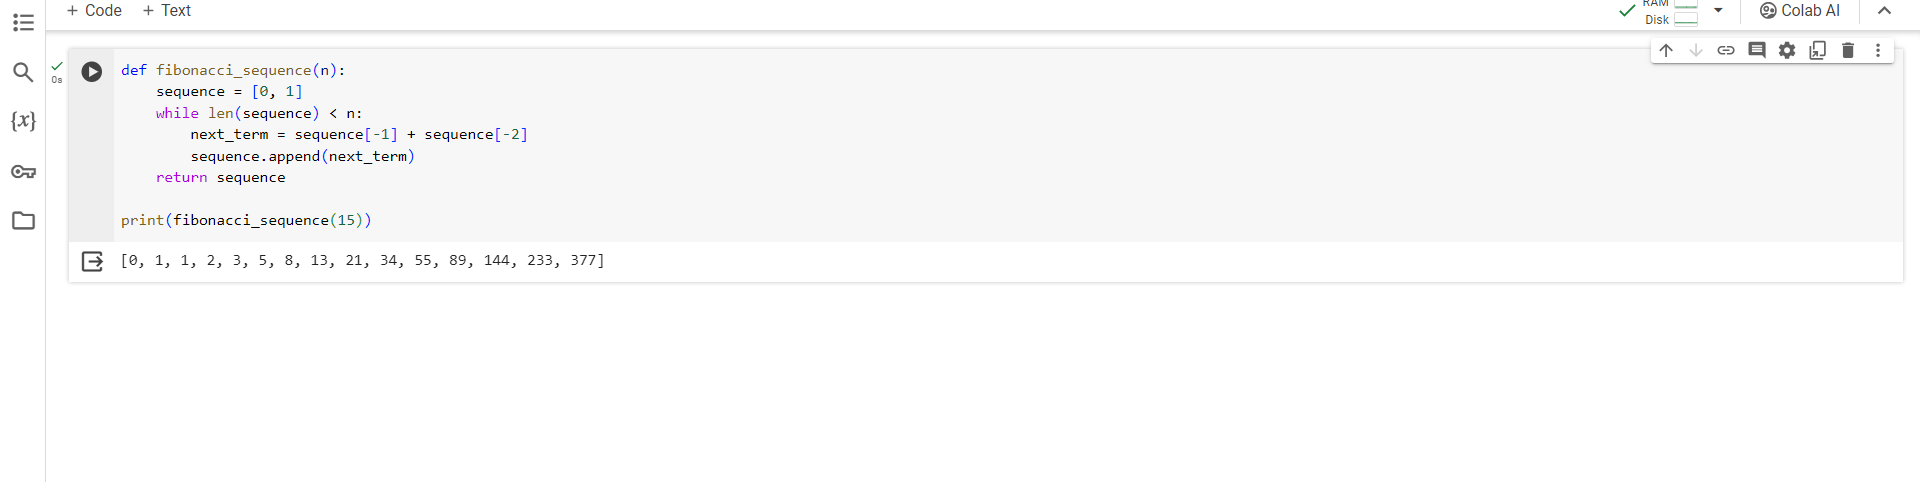 + Code + Text
RAM
Disk
Colab AI
{x}
0s
def fibonacci_sequence(n):
    sequence = [0, 1]
    while len(sequence) < n:
        next_term = sequence[-1] + sequence[-2]
        sequence.append(next_term)
    return sequence
print(fibonacci_sequence(15))
[0, 1, 1, 2, 3, 5, 8, 13, 21, 34, 55, 89, 144, 233, 377]